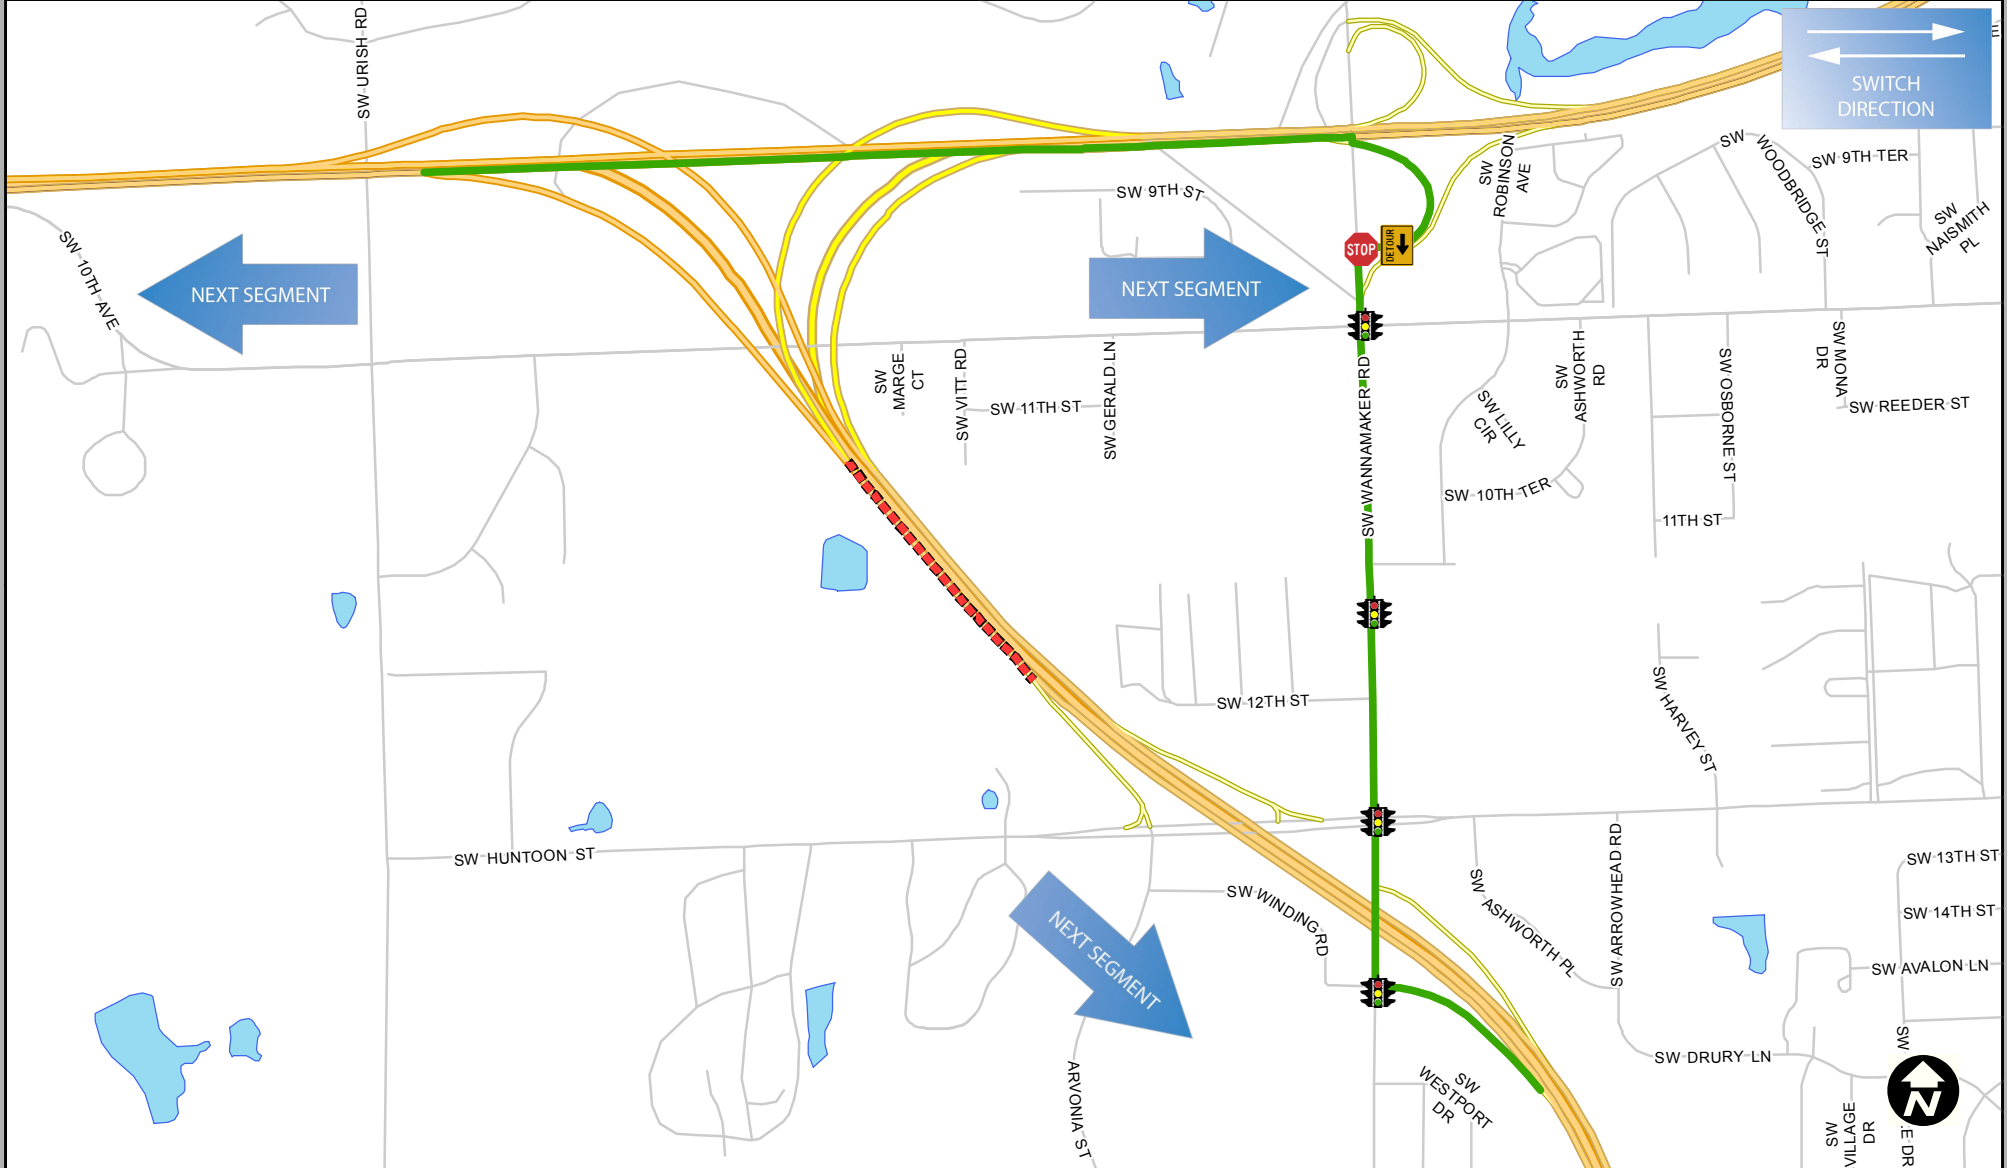 SW URISH RD
E
SWITCH
DIRECTION
SW
ROBINSON
AVE
SW
WOODBRIDGE ST
SW 9TH TER
SW
NAISMITH
PL
SW 9TH ST
SW 10TH AVE
NEXT SEGMENT
NEXT SEGMENT
STOP
DETOUR
SW
MARGE
CT
SW VITT RD
SW 11TH ST
SW GERALD LN
SW WANNAMAKER RD
SW LILLY
CIR
SW
ASHWORTH
RD
SW OSBORNE ST
SW MONA
DR
SW REEDER ST
SW 10TH TER
11TH ST
SW 12TH ST
SW HARVEY ST
SW HUNTOON ST
SW WINDING RD
SW ASHWORTH PL
SW ARROWHEAD RD
SW 13TH ST
SW 14TH ST
SW AVALON LN
NEXT SEGMENT
SW DRURY LN
SW
WESTPORT
DR
ARVONIA ST
SW
VILLAGE
DR
SW
E DR
N